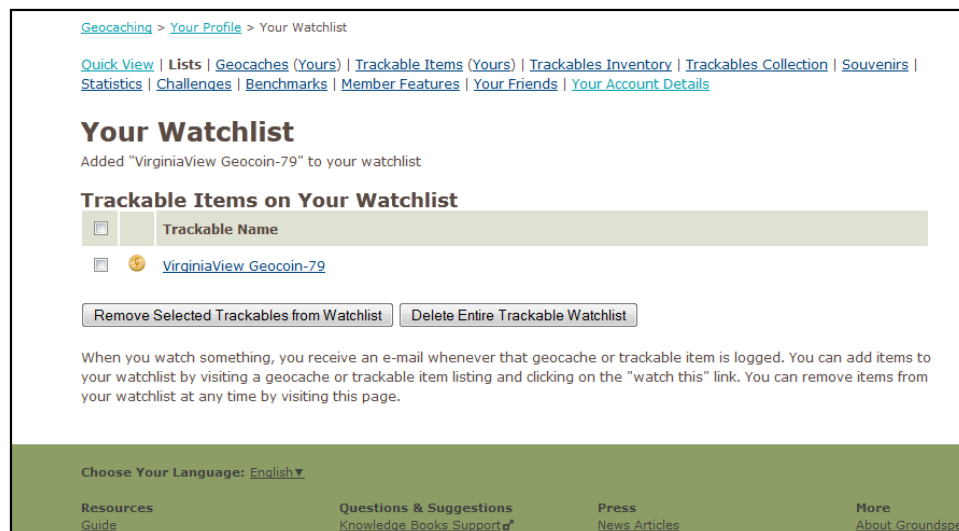 Geocaching > Your Profile > Your Watchlist
Quick View | Lists | Geocaches (Yours) | Trackable Items (Yours) | Trackables Inventory | Trackables Collection | Souvenirs |
Statistics | Challenges | Benchmarks | Member Features | Your Friends | Your Account Details
Your Watchlist
Added "VirginiaView Geocoin-79" to your watchlist
Trackable Items on Your Watchlist
Trackable Name
VirginiaView Geocoin-79
Remove Selected Trackables from Watchlist Delete Entire Trackable Watchlist
When you watch something, you receive an e-mail whenever that geocache or trackable item is logged. You can add items to
your watchlist by visiting a geocache or trackable item listing and clicking on the "watch this" link. You can remove items from
your watchlist at any time by visiting this page.
Choose Your Language: English▼
Resources Questions & Suggestions Press More
Guide Knowledge Books Support News Articles About